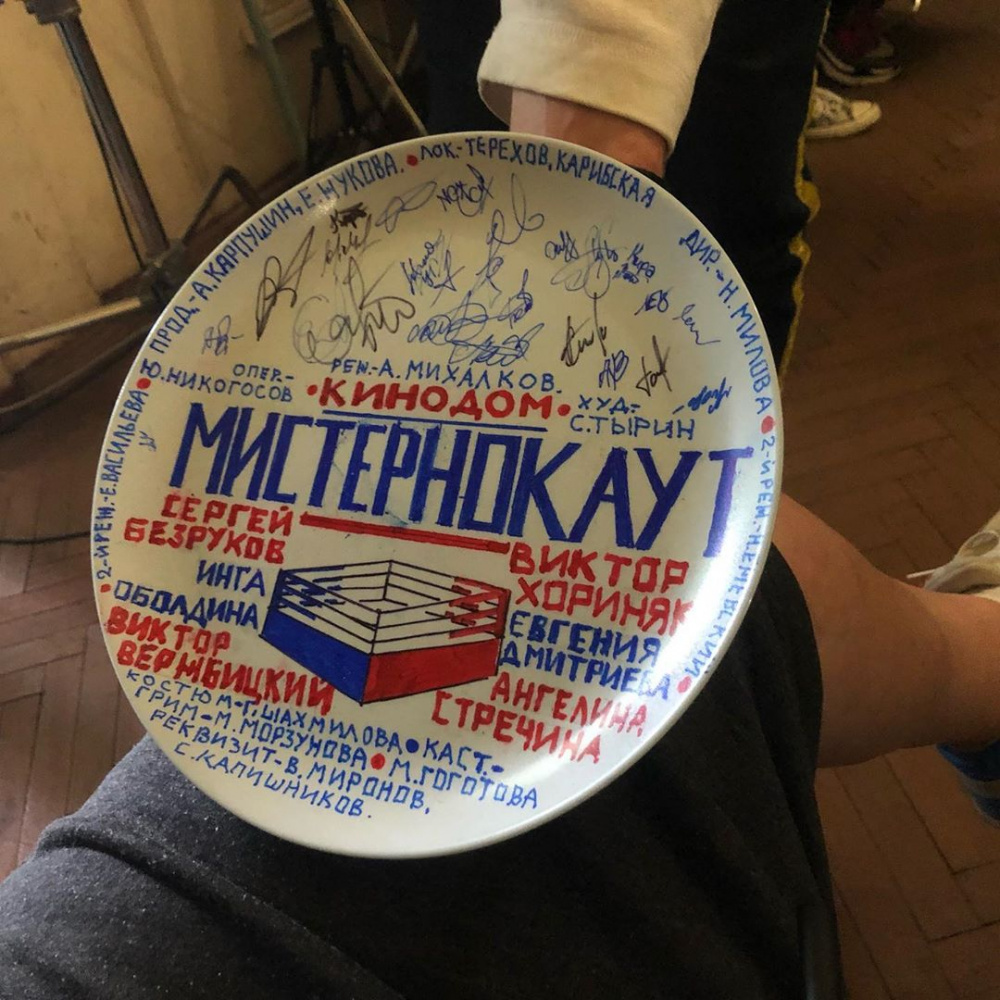 Ю ПРОД.-А.КАРПУШИН, Е.ЖУКОВА. • ЛОК.-ТЕРЕХОВ, КАРИБСКАЯ
ДИР.-Н.МИЛОВА • 2-ЙРЕЖ.-Н.НЕМЕВСКИЙ •
• 2-ЙРЕЖ.-Е.ВАСИЛЬЕВА •
ОПЕР.-
Ю.НИКОГОСОВ
РЕЖ-А.МИХАЛКОВ.
•КИНОДОМ•
ХУД-
С.ТЫРИН
МИСТЕРНОКАУТ
СЕРГЕЙ
БЕЗРУКОВ
ИНГА
ОБОЛДИНА
ВИКТОР
ВЕРЖБИЦКИЙ
ВИКТОР
ХОРИНЯК
ЕВГЕНИЯ
ДМИТРИЕВА
АНГЕЛИНА
СТРЕЧИНА
КОСТЮМ-Г.ШАХМИЛОВА • КАСТ.-
ГРИМ-М.МОРЗУНОВА • М.ГОГОТОВА
РЕКВИЗИТ-В.МИРОНОВ,
С.КАПИШНИКОВ.